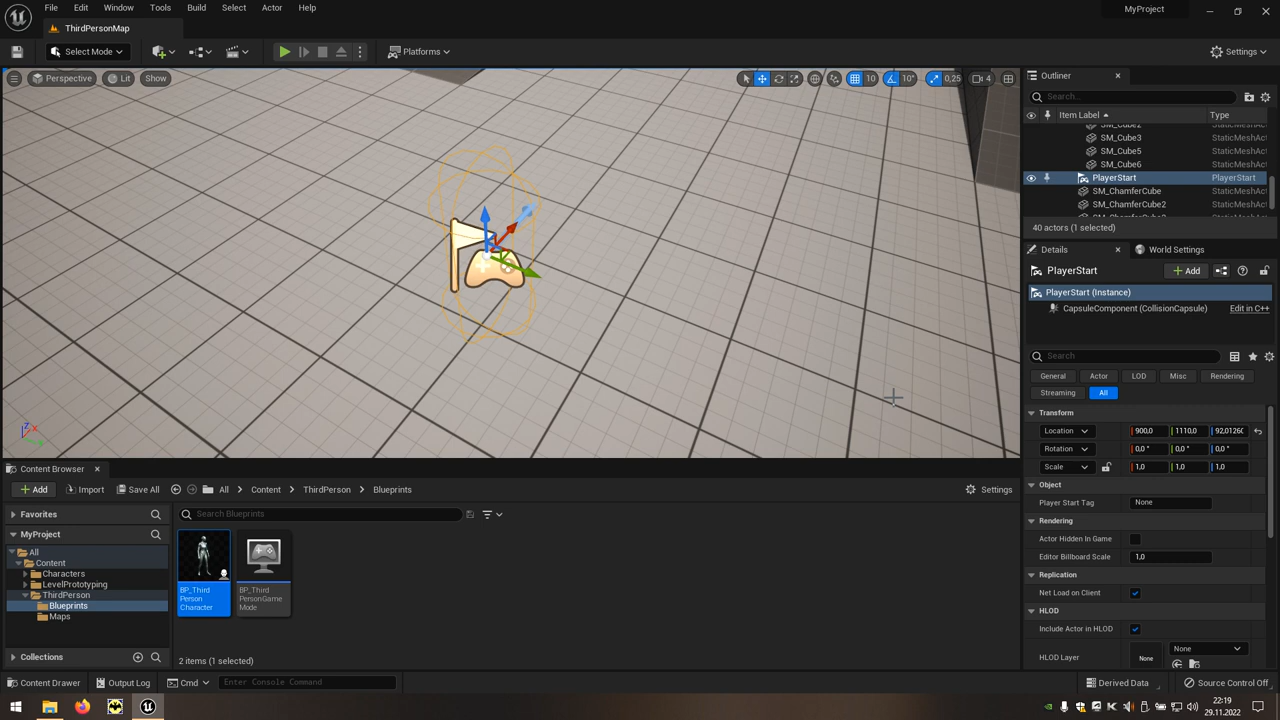 File Edit Window Tools Build Select Actor Help
MyProject
ThirdPersonMap
Select Mode
Platforms
Settings
Perspective Lit Show
10 10° 0,25 4
Outliner
Search...
Item Label Type
SM_Cube2 StaticMeshAct
SM_Cube3 StaticMeshAct
SM_Cube5 StaticMeshAct
SM_Cube6 StaticMeshAct
PlayerStart PlayerStart
SM_ChamferCube StaticMeshAct
SM_ChamferCube2 StaticMeshAct
40 actors (1 selected)
Details World Settings
PlayerStart
Add
PlayerStart (Instance)
CapsuleComponent (CollisionCapsule) Edit in C++
Search
General Actor LOD Misc Rendering
Streaming All
Transform
Location 900,0 1110,0 92,0126(
Rotation 0,0 ° 0,0 ° 0,0 °
Scale 1,0 1,0 1,0
Object
Player Start Tag None
Rendering
Actor Hidden In Game
Editor Billboard Scale 1,0
Replication
Net Load on Client
HLOD
Include Actor in HLOD
HLOD Layer None None
Z X
Y
Content Browser
Add Import Save All All Content ThirdPerson Blueprints Settings
Favorites
MyProject
All
Content
Characters
LevelPrototyping
ThirdPerson
Blueprints
Maps
Collections
Search Blueprints
BP_Third
Person
Character
BP_Third
PersonGame
Mode
2 items (1 selected)
Content Drawer Output Log Cmd Enter Console Command Derived Data Source Control Off
22:19
29.11.2022